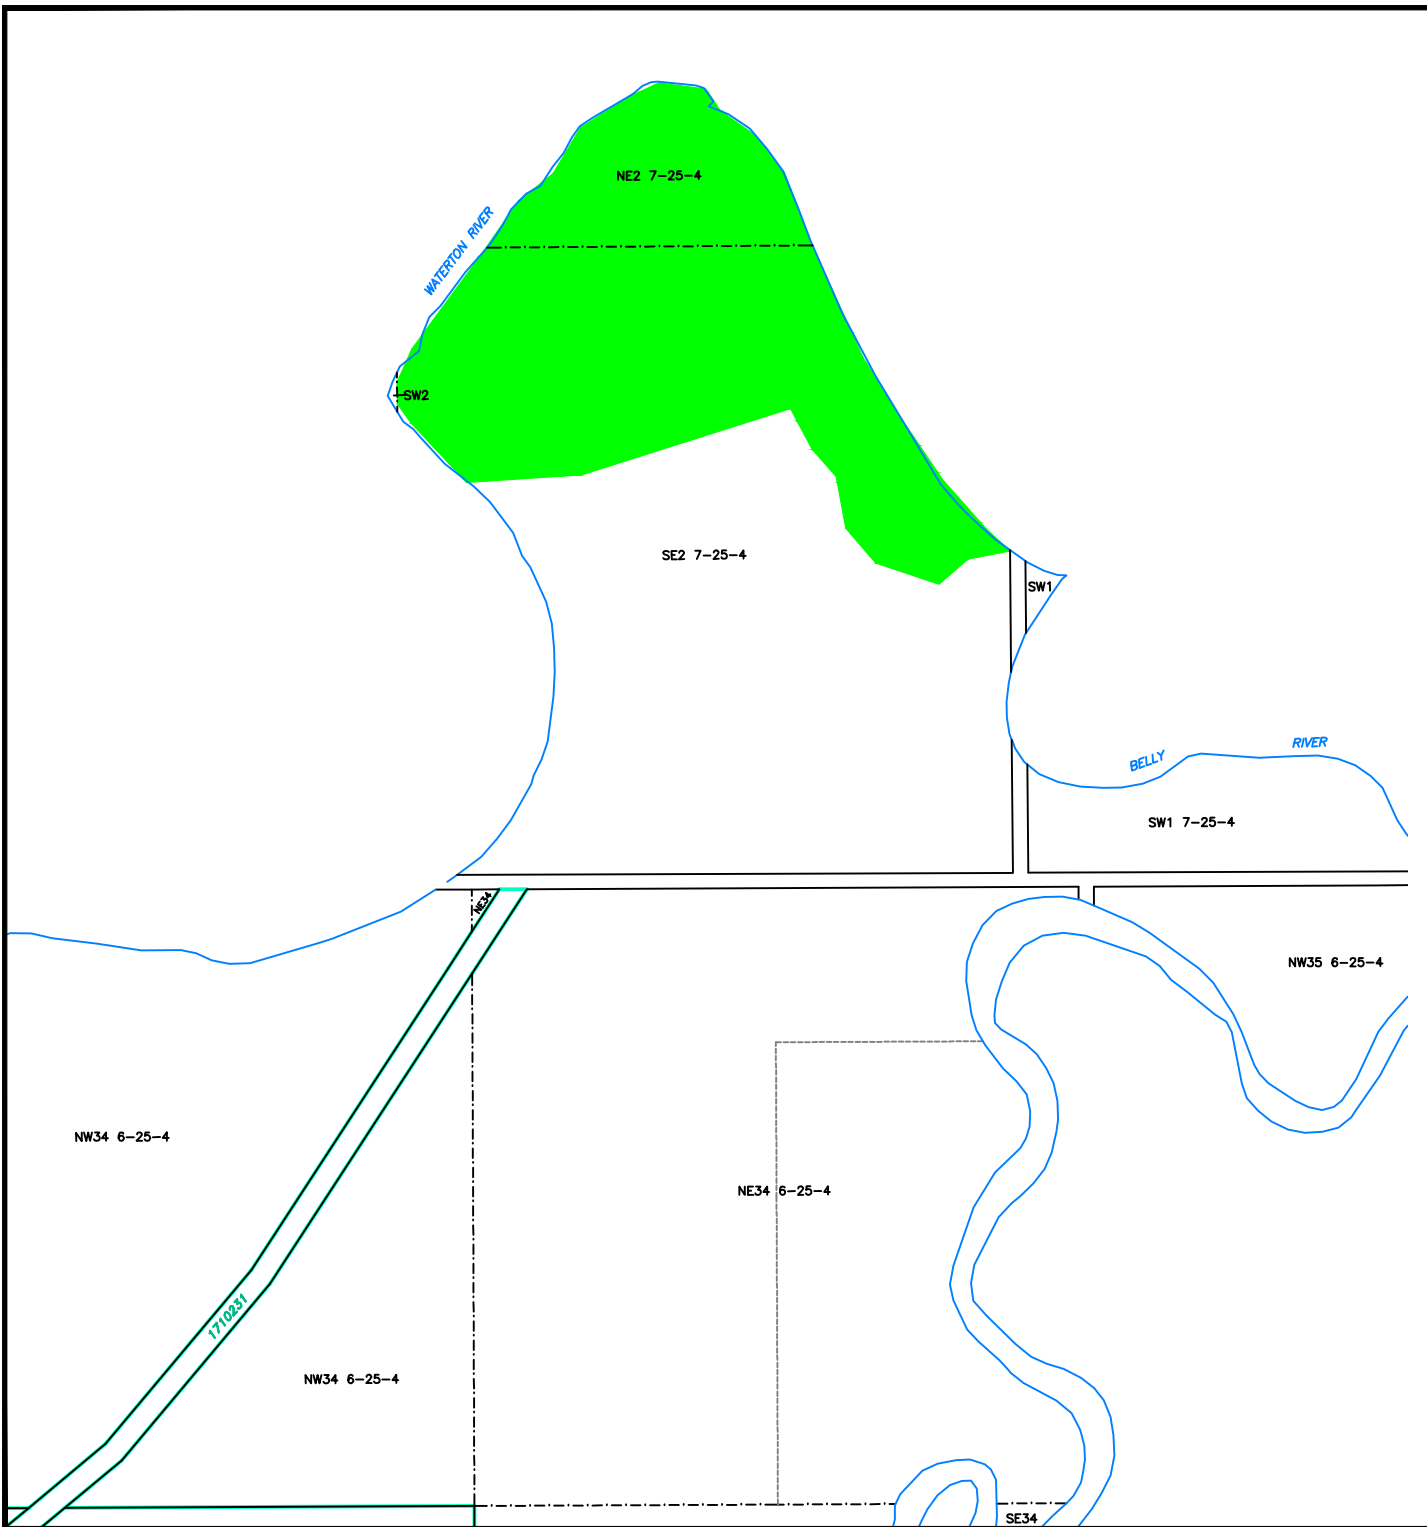 NE2 7-25-4
WATERTON RIVER
SW2
SE2 7-25-4
SW1
BELLY RIVER
SW1 7-25-4
NE34
NW35 6-25-4
NW34 6-25-4
NE34 6-25-4
1710231
NW34 6-25-4
SE34